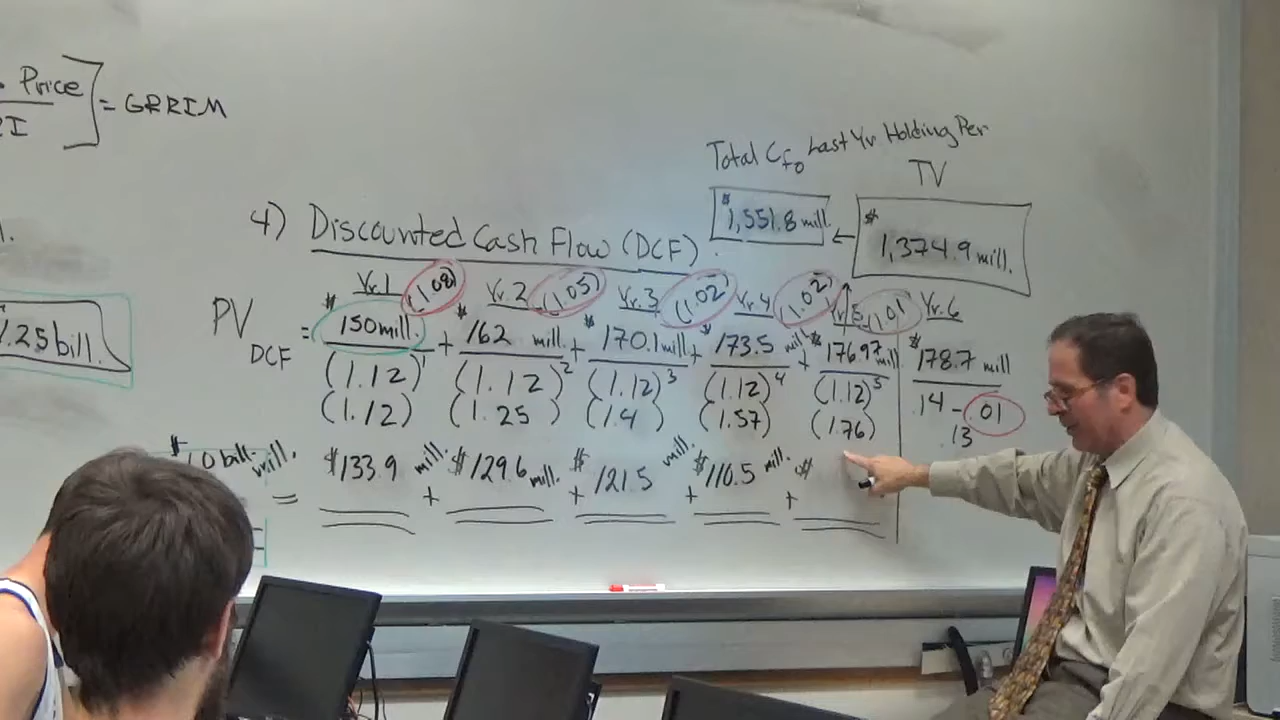 Price
= GRRIM
Total Cfo Last Yr Holding Per
TV
$1,551.8 mill. ← $1,374.9 mill.
4) Discounted Cash Flow (DCF)
Yr.1 (1.08) Yr.2 (1.05) Yr.3 (1.02) Yr.4 (1.02) Yr.5 (1.01) Yr.6
PV DCF = $150 mill. + $162 mill. + $170.1 mill + $173.5 mill + $176.97 mill $178.7 mill
(1.12)^1 (1.12)^2 (1.12)^3 (1.12)^4 (1.12)^5 .14 - .01
(1.12) (1.25) (1.4) (1.57) (1.76) .13
.25 bill.
mill. = $133.9 mill. + $129.6 mill. + $121.5 mill. + $110.5 mill. + $